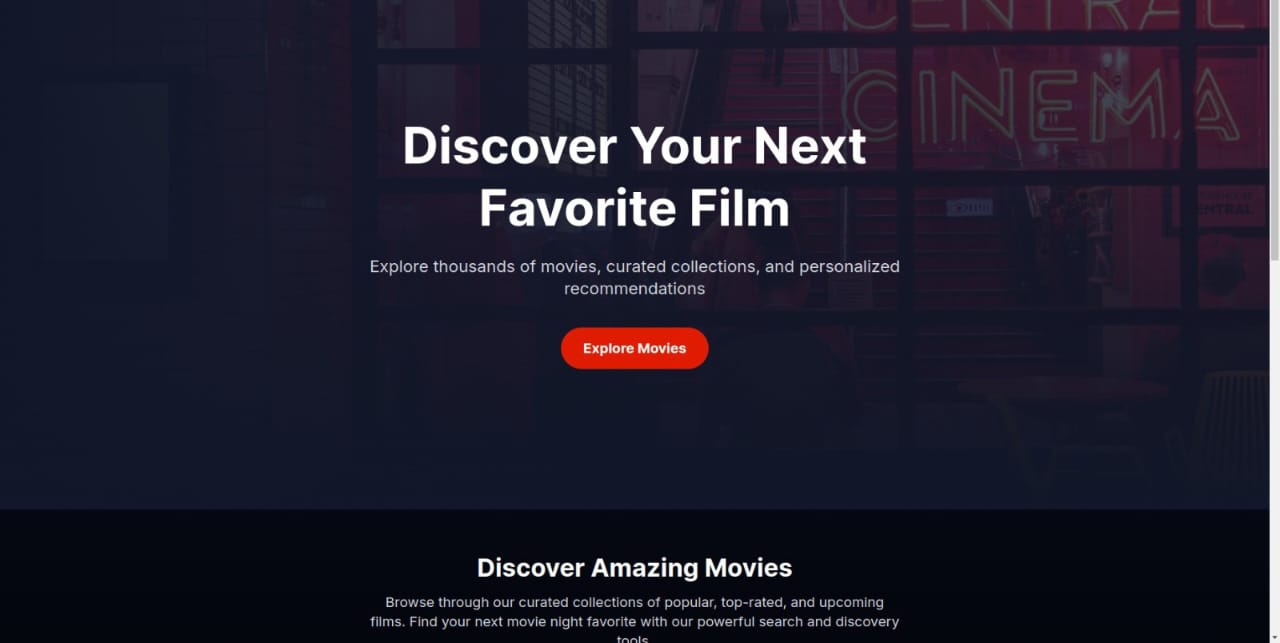 CENTRAL
CINEMA
Discover Your Next
Favorite Film
ENTRAL
Explore thousands of movies, curated collections, and personalized
recommendations
Explore Movies
Discover Amazing Movies
Browse through our curated collections of popular, top-rated, and upcoming
films. Find your next movie night favorite with our powerful search and discovery
tools.